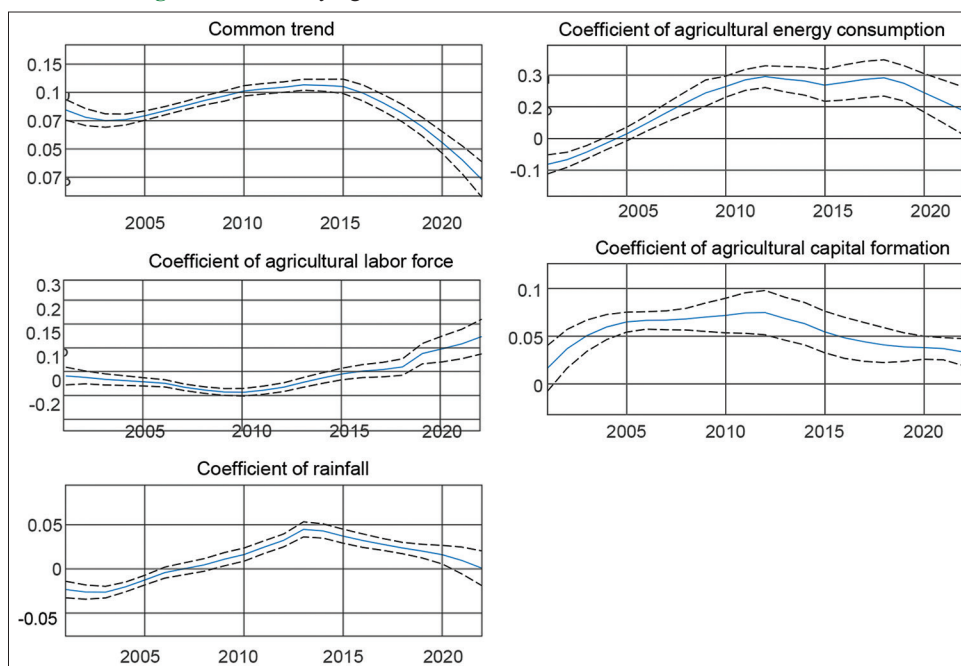 Common trend
0.15
0.1
0.07
0.05
0.07
2005 2010 2015 2020
Coefficient of agricultural energy consumption
0.3
0.2
0
-0.1
2005 2010 2015 2020
Coefficient of agricultural labor force
0.3
0.2
0.15
0.1
0
-0.2
2005 2010 2015 2020
Coefficient of agricultural capital formation
0.1
0.05
0
2005 2010 2015 2020
Coefficient of rainfall
0.05
0
-0.05
2005 2010 2015 2020